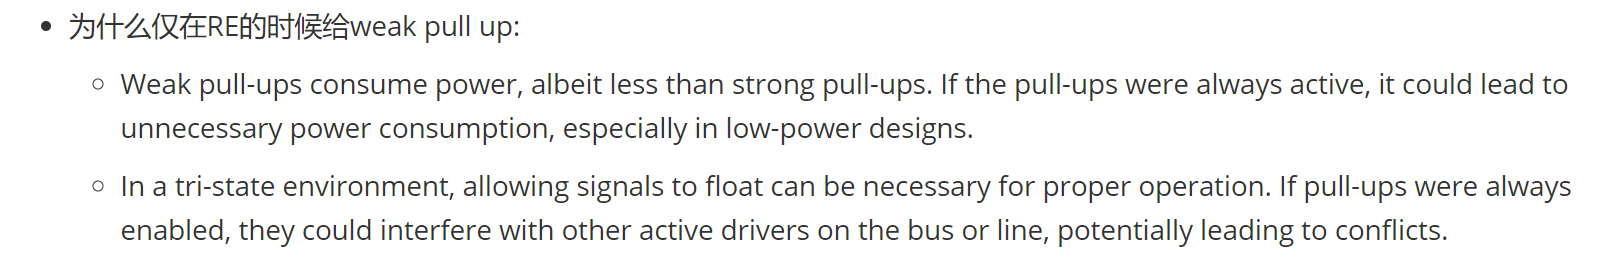 为什么仅在RE的时候给weak pull up:
Weak pull-ups consume power, albeit less than strong pull-ups. If the pull-ups were always active, it could lead to
unnecessary power consumption, especially in low-power designs.
In a tri-state environment, allowing signals to float can be necessary for proper operation. If pull-ups were always
enabled, they could interfere with other active drivers on the bus or line, potentially leading to conflicts.